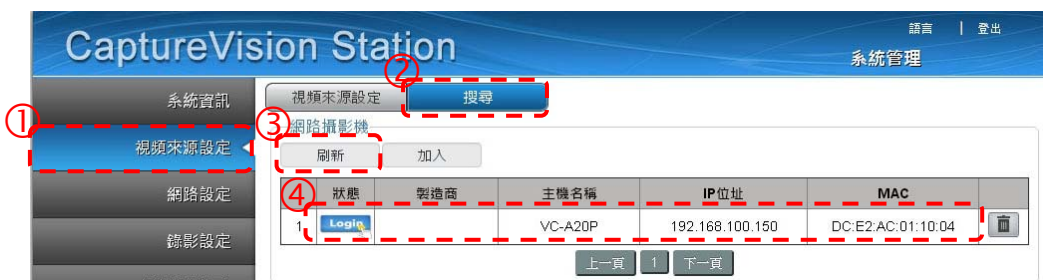 語言 | 登出
CaptureVision Station
系統管理
②
系統資訊
視頻來源設定 搜尋
① ③
網路攝影機
視頻來源設定
刷新 加入
網路設定
④
狀態 製造商 主機名稱 IP位址 MAC
1 Login VC-A20P 192.168.100.150 DC:E2:AC:01:10:04
錄影設定
上一頁 1 下一頁